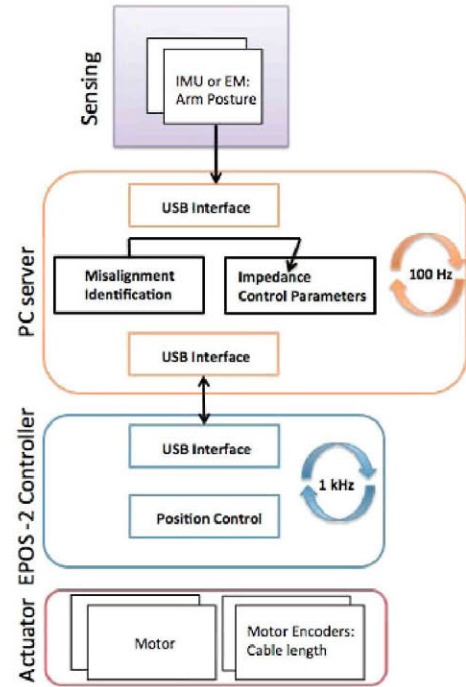 Sensing
IMU or EM:
Arm Posture
PC server
USB Interface
Misalignment
Identification
Impedance
Control Parameters
100 Hz
USB Interface
EPOS -2 Controller
USB Interface
1 kHz
Position Control
Actuator
Motor
Motor Encoders:
Cable length